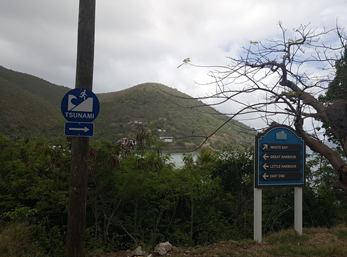 TSUNAMI
WHITE BAY
GREAT HARBOUR
LITTLE HARBOUR
EAST END